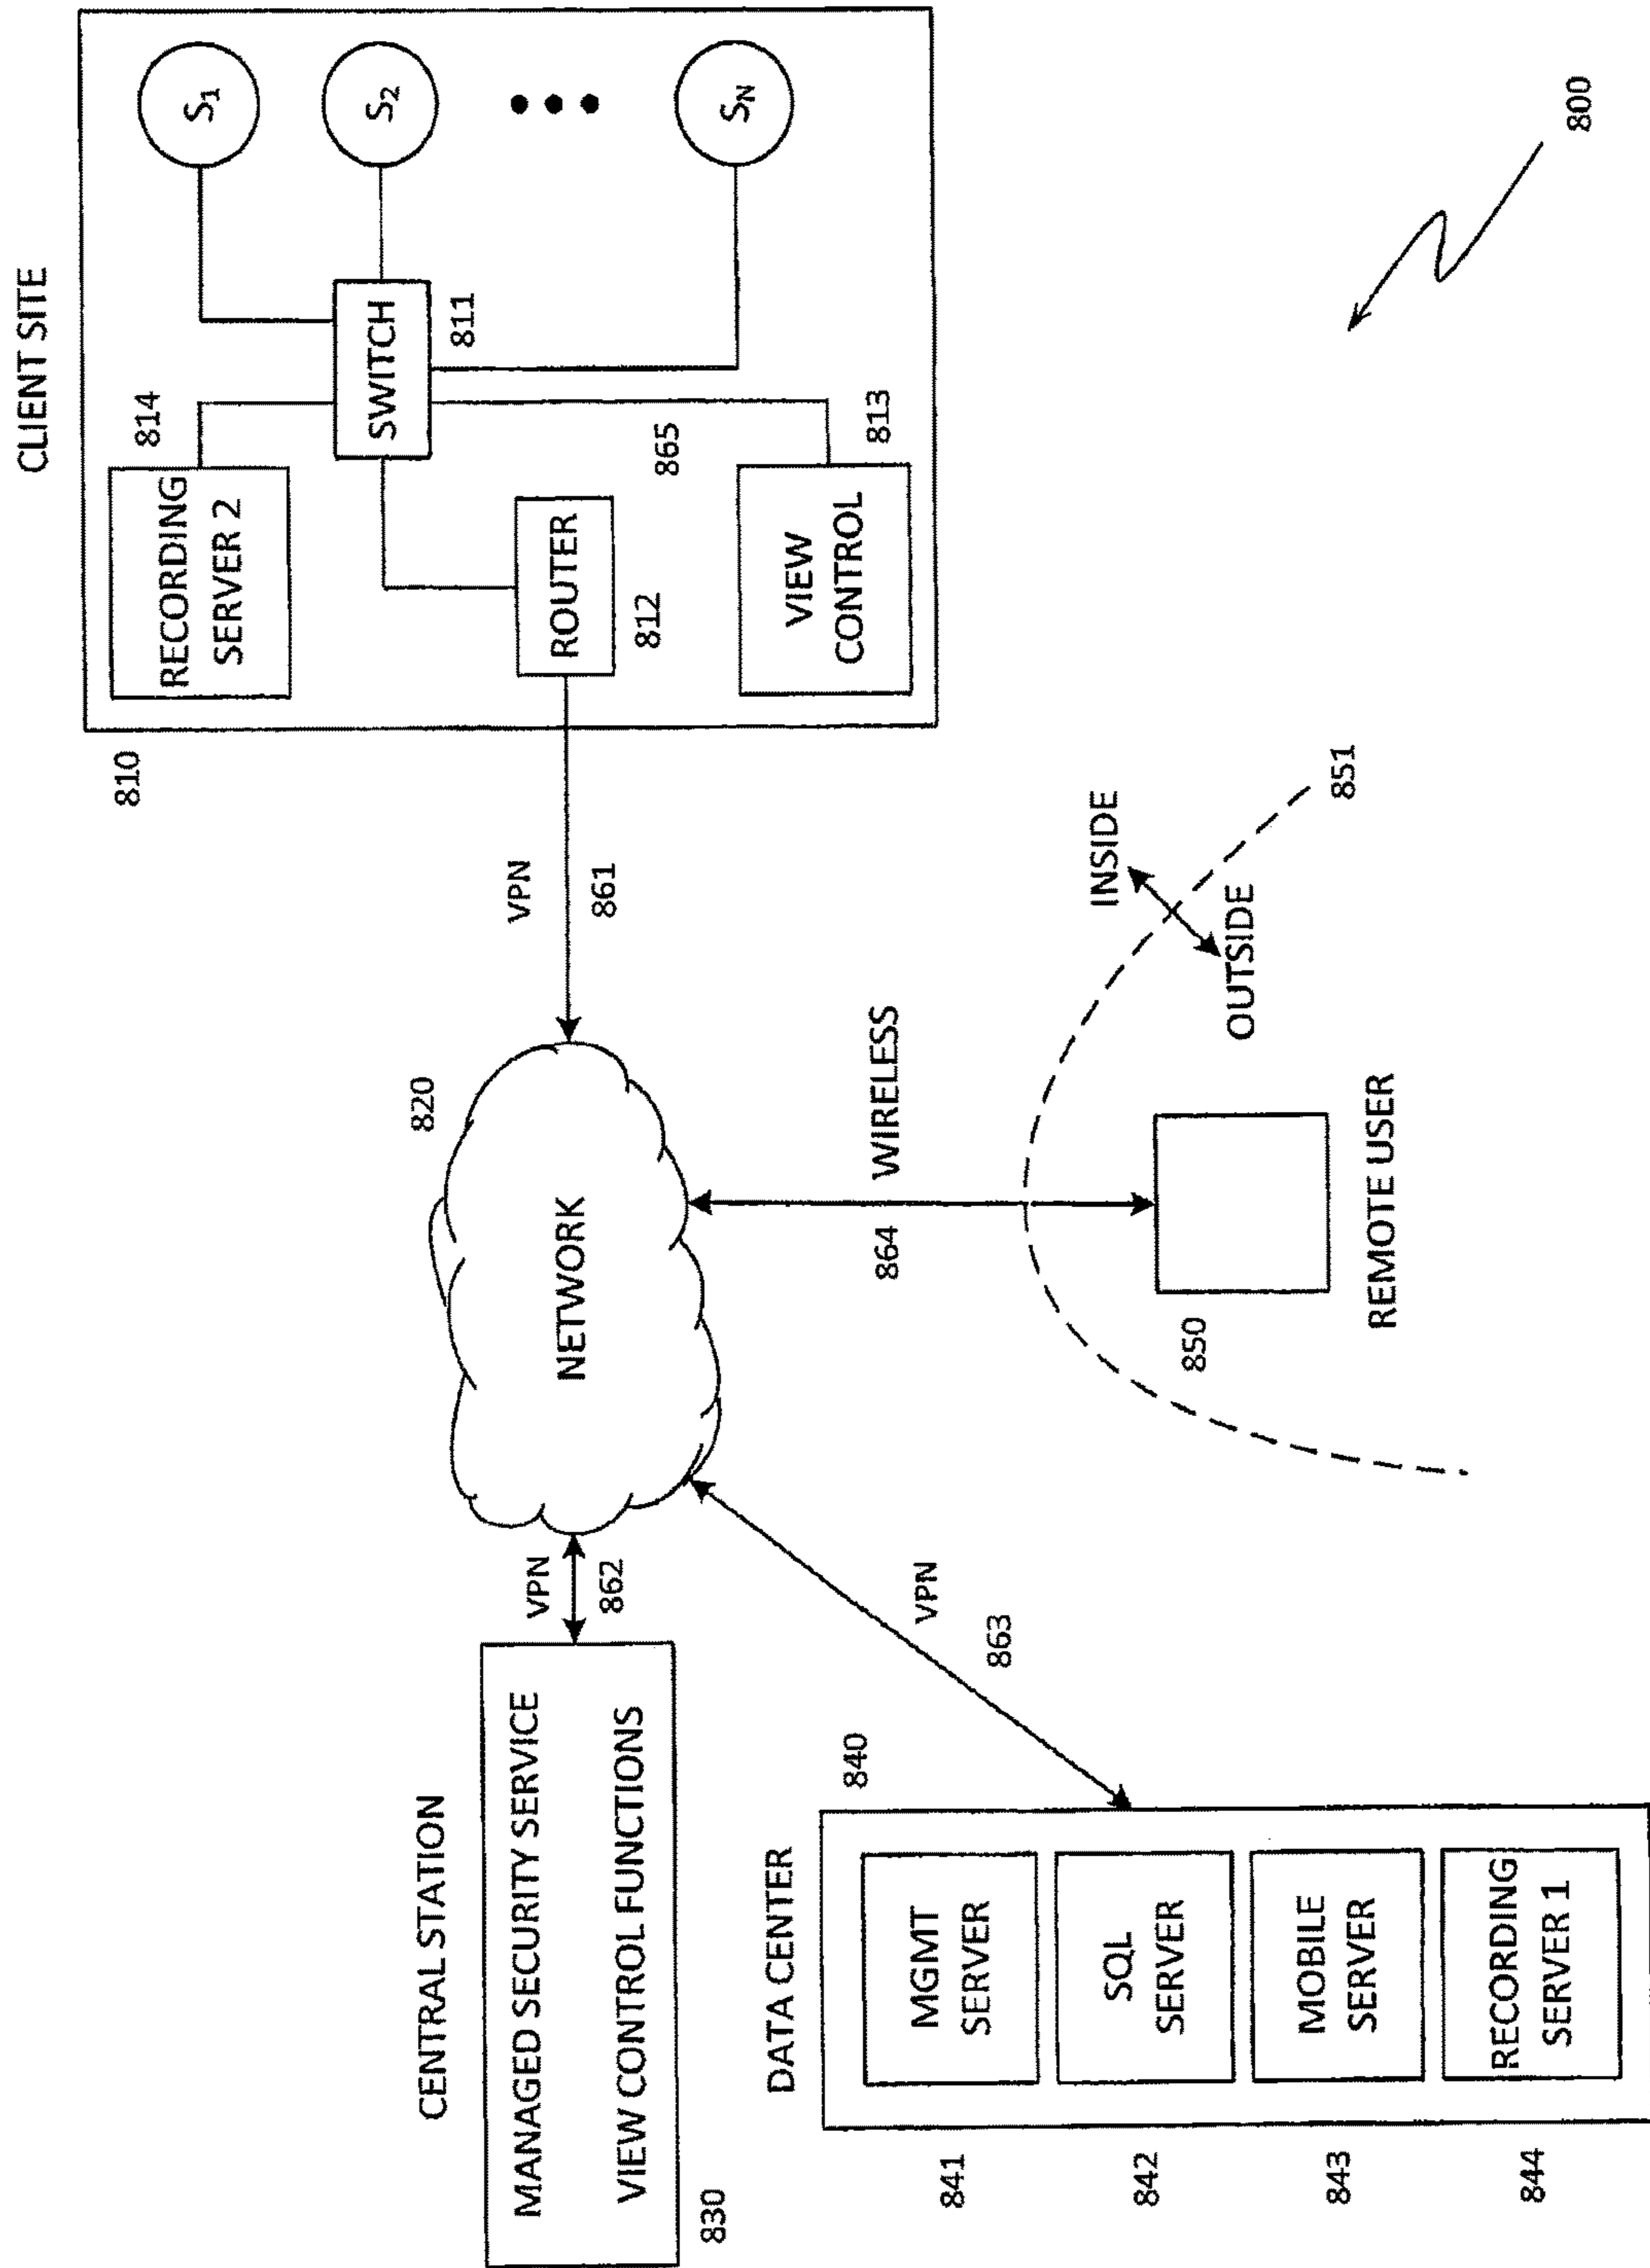 CLIENT SITE
810
RECORDING
SERVER 2
814
S1
S2
SN
SWITCH
811
ROUTER
812
865
VIEW
CONTROL
813
VPN
861
820
NETWORK
VPN
862
CENTRAL STATION
MANAGED SECURITY SERVICE
VIEW CONTROL FUNCTIONS
830
VPN
863
WIRELESS
864
INSIDE
OUTSIDE
851
850
REMOTE USER
DATA CENTER
840
841
MGMT
SERVER
842
SQL
SERVER
843
MOBILE
SERVER
844
RECORDING
SERVER 1
800